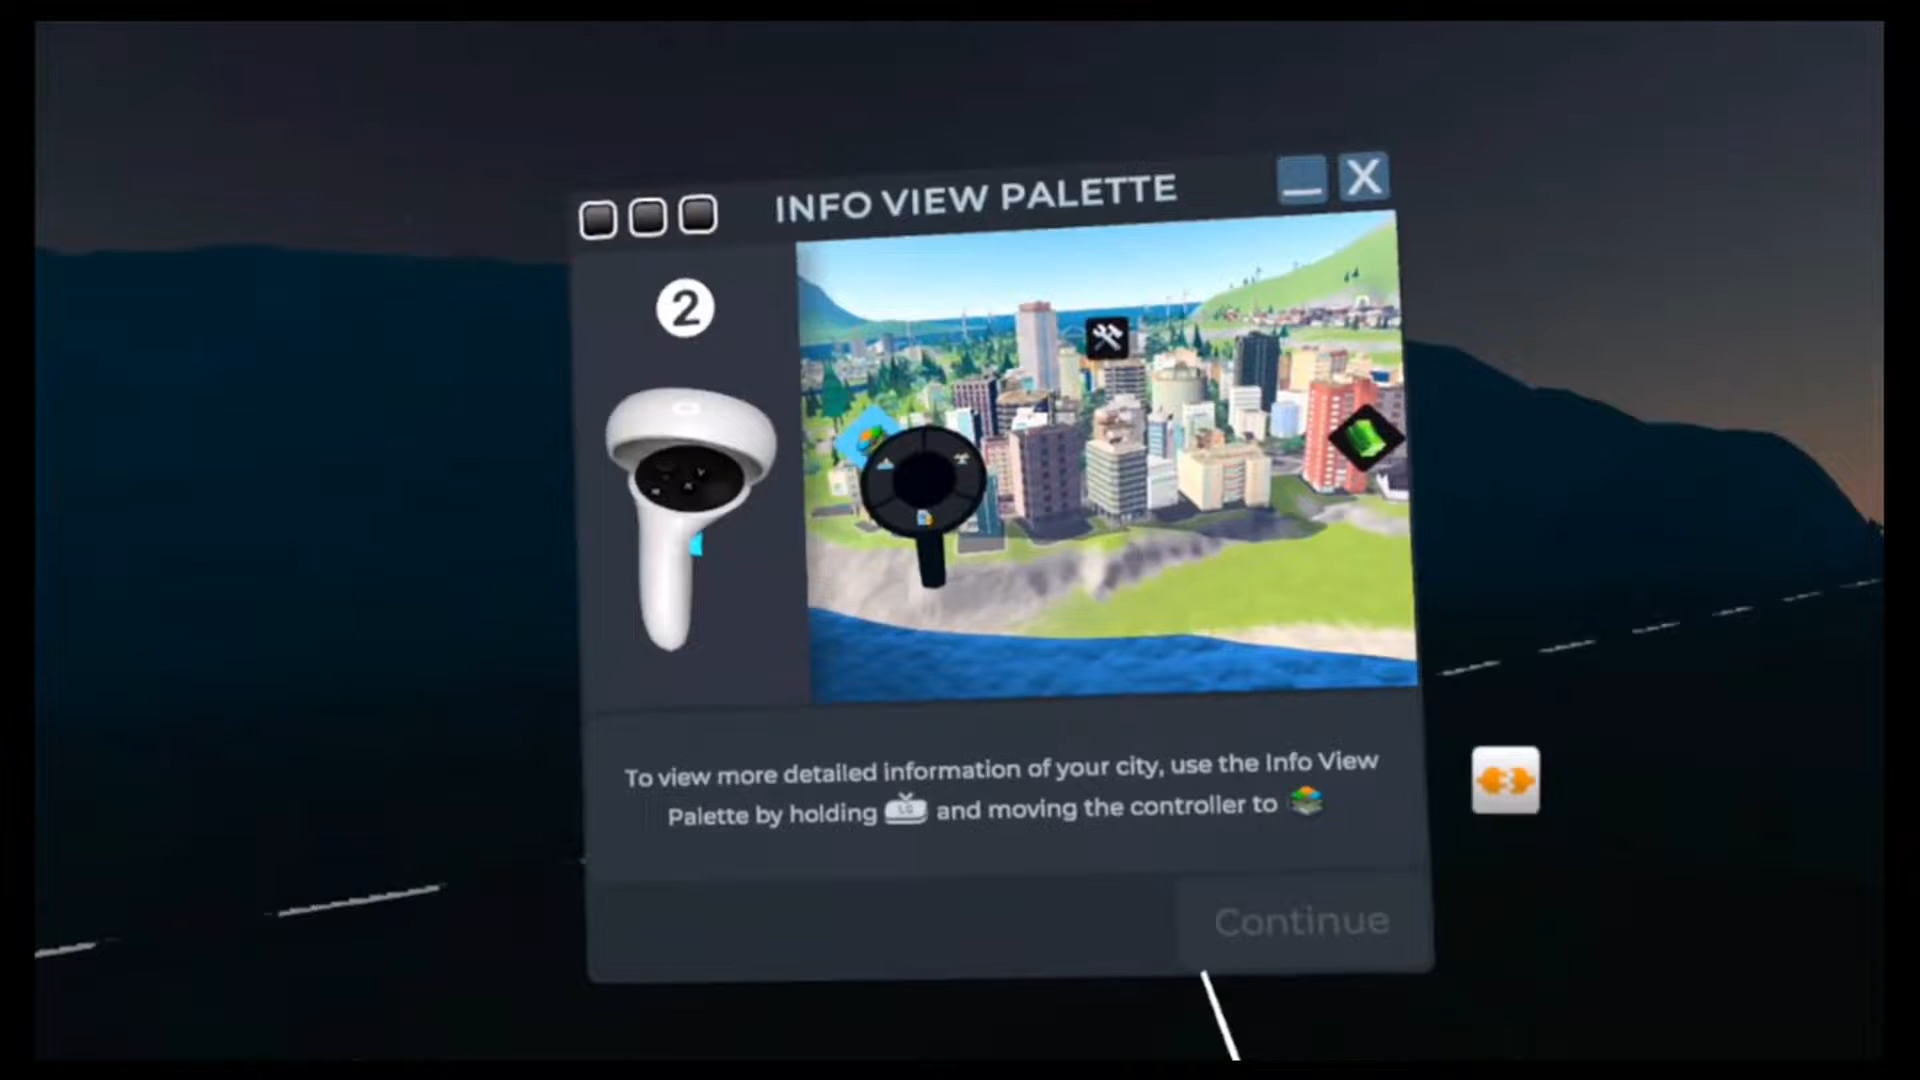 INFO VIEW PALETTE
X
2
To view more detailed information of your city, use the Info View
Palette by holding LG and moving the controller to
Continue